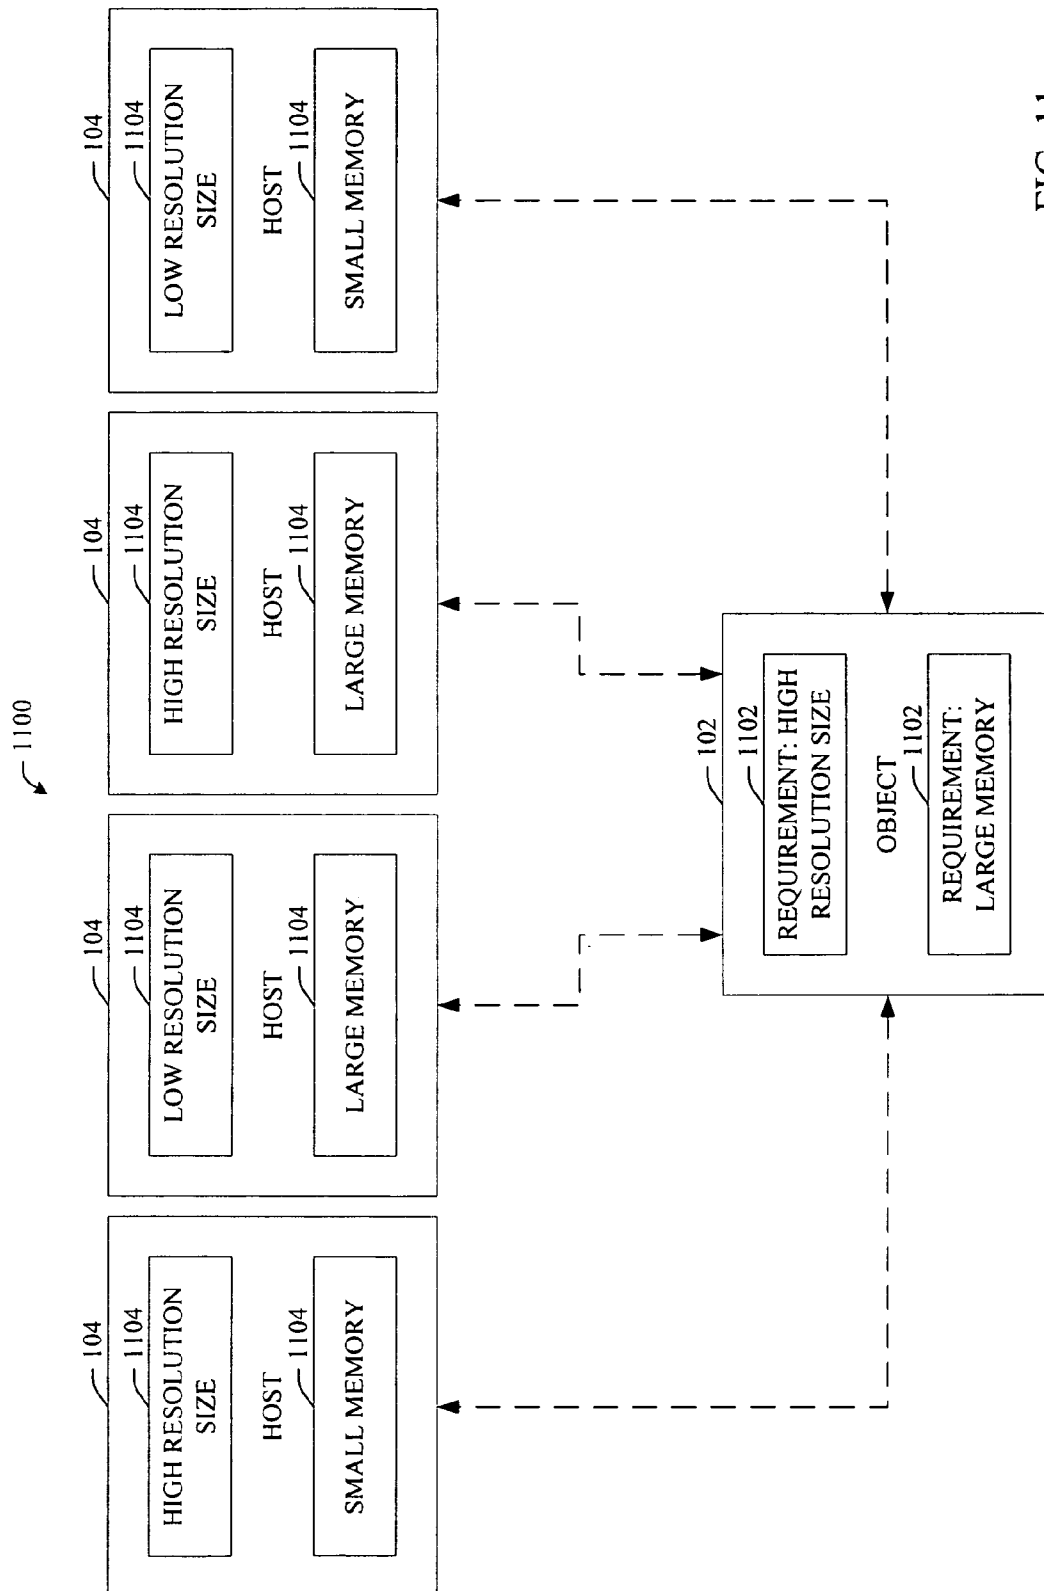 1100
104
1104
HIGH RESOLUTION
SIZE
HOST
1104
SMALL MEMORY
104
1104
LOW RESOLUTION
SIZE
HOST
1104
LARGE MEMORY
104
1104
HIGH RESOLUTION
SIZE
HOST
1104
LARGE MEMORY
104
1104
LOW RESOLUTION
SIZE
HOST
1104
SMALL MEMORY
102
1102
REQUIREMENT: HIGH
RESOLUTION SIZE
OBJECT
1102
REQUIREMENT:
LARGE MEMORY
FIG. 11